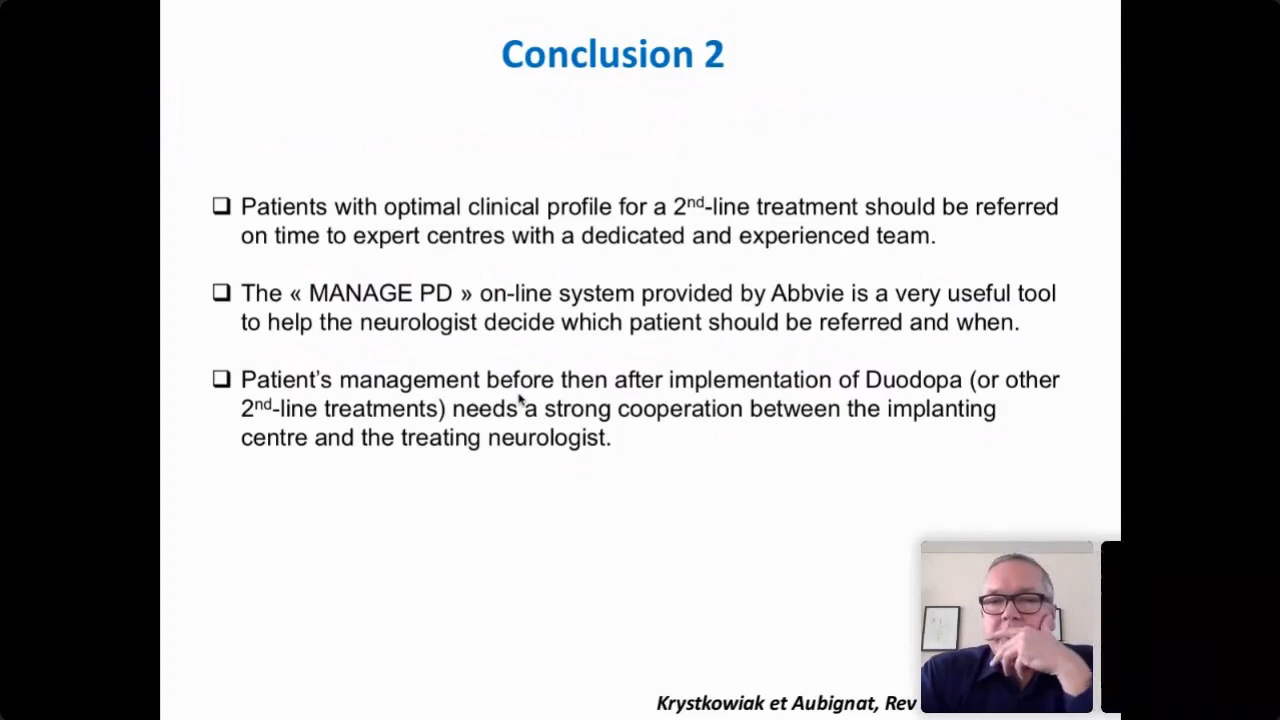 Conclusion 2
❑ Patients with optimal clinical profile for a 2nd-line treatment should be referred
on time to expert centres with a dedicated and experienced team.
❑ The « MANAGE PD » on-line system provided by Abbvie is a very useful tool
to help the neurologist decide which patient should be referred and when.
❑ Patient’s management before then after implementation of Duodopa (or other
2nd-line treatments) needs a strong cooperation between the implanting
centre and the treating neurologist.
Krystkowiak et Aubignat, Rev